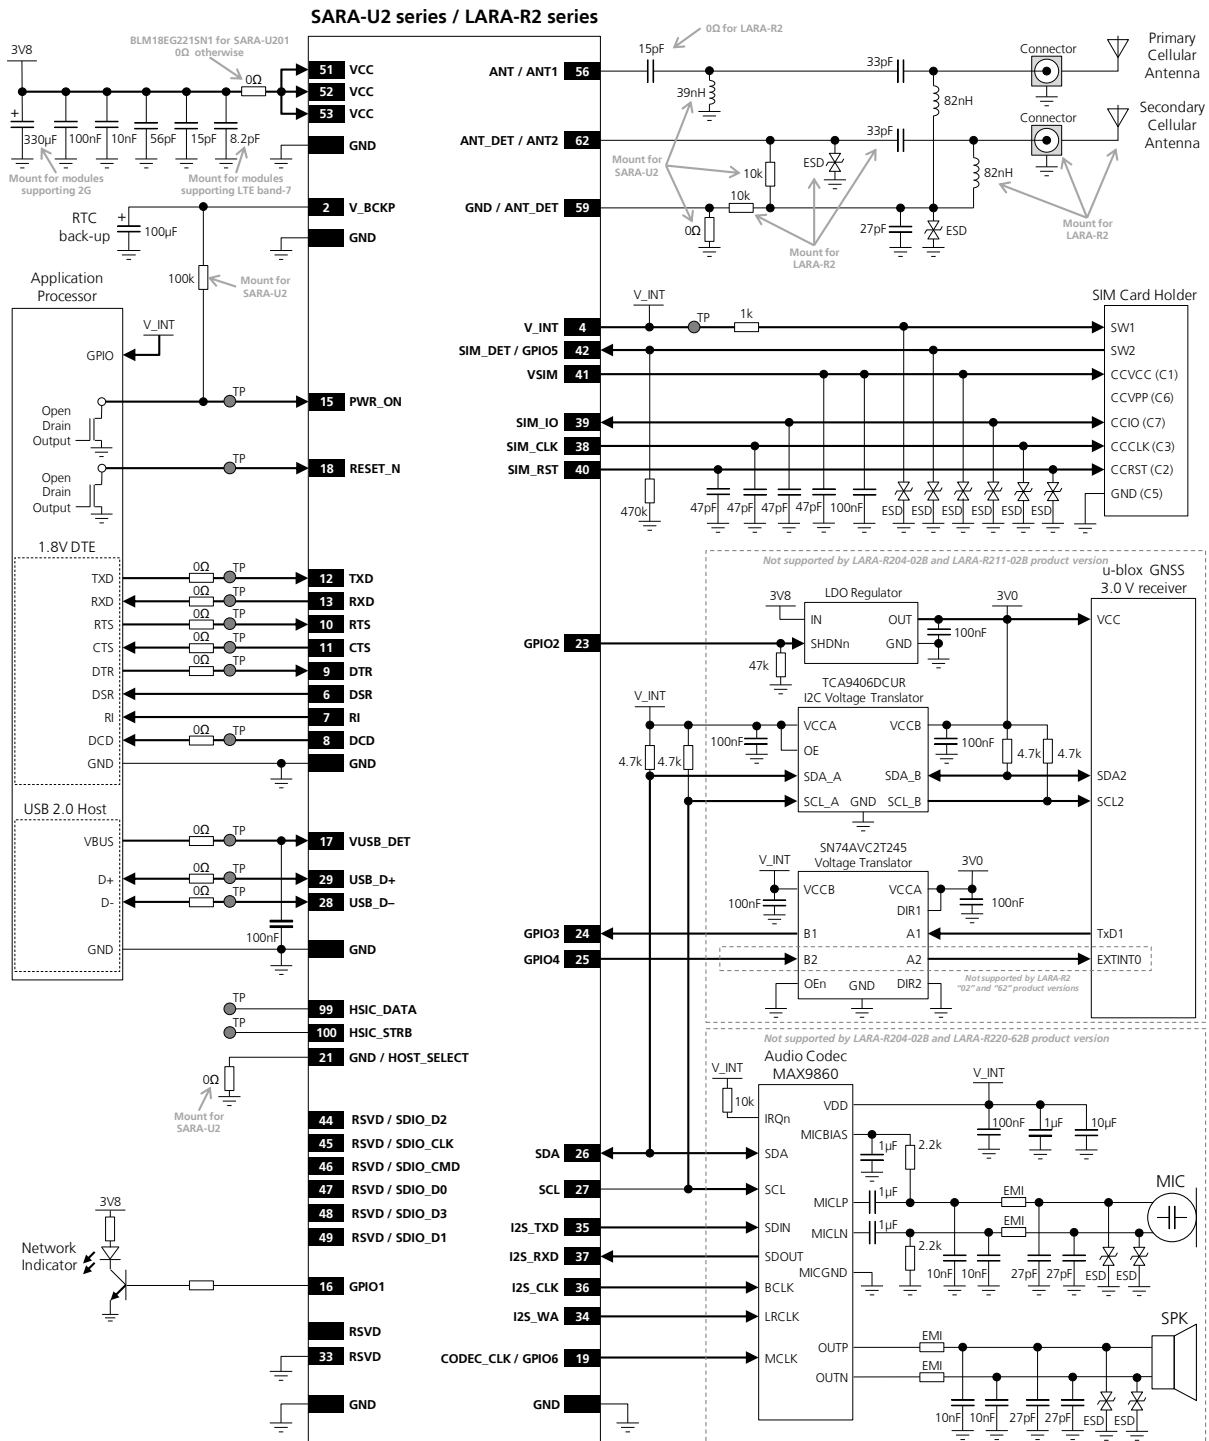 SARA-U2 series / LARA-R2 series
BLM18EG221SN1 for SARA-U201
0Ω otherwise
3V8
0Ω
330µF
100nF
10nF
56pF
15pF
8.2pF
Mount for modules
supporting 2G
Mount for modules
supporting LTE band-7
51 VCC
52 VCC
53 VCC
GND
RTC
back-up
100µF
2 V_BCKP
GND
100k
Mount for
SARA-U2
Application
Processor
V_INT
GPIO
Open
Drain
Output
TP
15 PWR_ON
Open
Drain
Output
TP
18 RESET_N
1.8V DTE
TXD 0Ω TP 12 TXD
RXD 0Ω TP 13 RXD
RTS 0Ω TP 10 RTS
CTS 0Ω TP 11 CTS
DTR 0Ω TP 9 DTR
DSR 6 DSR
RI 7 RI
DCD 0Ω TP 8 DCD
GND GND
USB 2.0 Host
VBUS 0Ω TP 17 VUSB_DET
D+ 0Ω TP 29 USB_D+
D- 0Ω TP 28 USB_D–
100nF
GND GND
TP 99 HSIC_DATA
TP 100 HSIC_STRB
21 GND / HOST_SELECT
0Ω
Mount for
SARA-U2
44 RSVD / SDIO_D2
45 RSVD / SDIO_CLK
46 RSVD / SDIO_CMD
47 RSVD / SDIO_D0
48 RSVD / SDIO_D3
49 RSVD / SDIO_D1
3V8
Network
Indicator
16 GPIO1
RSVD
33 RSVD
GND
0Ω for LARA-R2
ANT / ANT1 56
15pF
39nH
33pF
82nH
Connector
Primary
Cellular
Antenna
ANT_DET / ANT2 62
Mount for
SARA-U2
10k
ESD
33pF
82nH
Connector
Secondary
Cellular
Antenna
GND / ANT_DET 59
0Ω
10k
Mount for
LARA-R2
27pF
ESD
Mount for
LARA-R2
V_INT
SIM Card Holder
V_INT 4 TP 1k SW1
SIM_DET / GPIO5 42 SW2
VSIM 41 CCVCC (C1)
CCVPP (C6)
SIM_IO 39 CCIO (C7)
SIM_CLK 38 CCCLK (C3)
SIM_RST 40 CCRST (C2)
GND (C5)
470k
47pF
47pF
47pF
47pF
100nF
ESD
ESD
ESD
ESD
ESD
ESD
Not supported by LARA-R204-02B and LARA-R211-02B product version
u-blox GNSS
3.0 V receiver
3V8
LDO Regulator
3V0
IN OUT VCC
100nF
GPIO2 23 SHDNn GND
47k
TCA9406DCUR
I2C Voltage Translator
V_INT
VCCA VCCB
100nF
OE
100nF
4.7k
4.7k
4.7k
4.7k
SDA_A SDA_B SDA2
SCL_A GND SCL_B SCL2
SN74AVC2T245
Voltage Translator
V_INT
3V0
VCCB VCCA
100nF
DIR1
100nF
GPIO3 24 B1 A1 TxD1
GPIO4 25 B2 A2 EXTINT0
OEn GND DIR2
Not supported by LARA-R2
"02" and "62" product versions
Not supported by LARA-R204-02B and LARA-R220-62B product version
Audio Codec
MAX9860
V_INT
10k
IRQn
VDD
V_INT
100nF
1µF
10µF
MICBIAS
1µF
2.2k
SDA 26 SDA
SCL 27 SCL
MICLP
1µF
EMI
MIC
I2S_TXD 35 SDIN
MICLN
1µF
EMI
2.2k
I2S_RXD 37 SDOUT
MICGND
10nF
10nF
27pF
27pF
ESD
ESD
I2S_CLK 36 BCLK
I2S_WA 34 LRCLK
SPK
OUTP
EMI
CODEC_CLK / GPIO6 19 MCLK
OUTN
EMI
GND
10nF
10nF
27pF
27pF
ESD
ESD